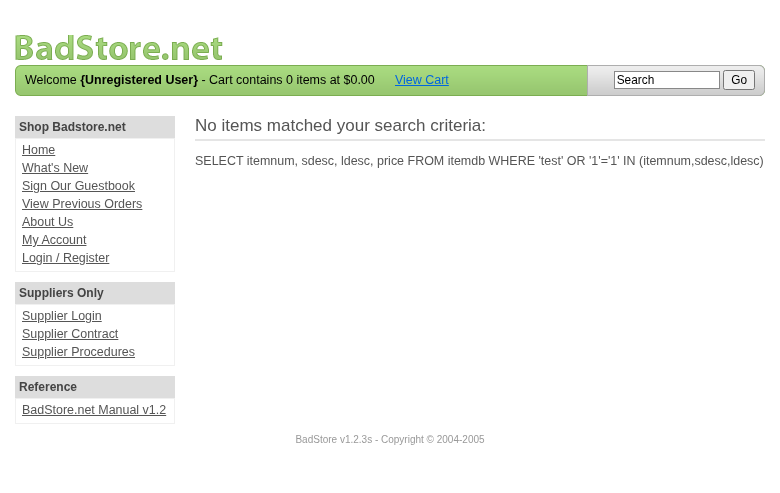 BadStore.net
Welcome {Unregistered User} - Cart contains 0 items at $0.00 View Cart Search Go
Shop Badstore.net
Home
What's New
Sign Our Guestbook
View Previous Orders
About Us
My Account
Login / Register
Suppliers Only
Supplier Login
Supplier Contract
Supplier Procedures
Reference
BadStore.net Manual v1.2
No items matched your search criteria:
SELECT itemnum, sdesc, ldesc, price FROM itemdb WHERE 'test' OR '1'='1' IN (itemnum,sdesc,ldesc)
BadStore v1.2.3s - Copyright © 2004-2005